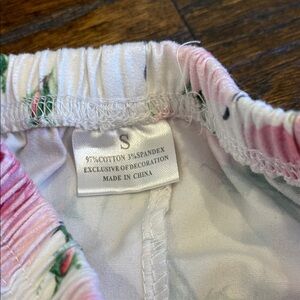 S
97%COTTON 3%SPANDEX
EXCLUSIVE OF DECORATION
MADE IN CHINA